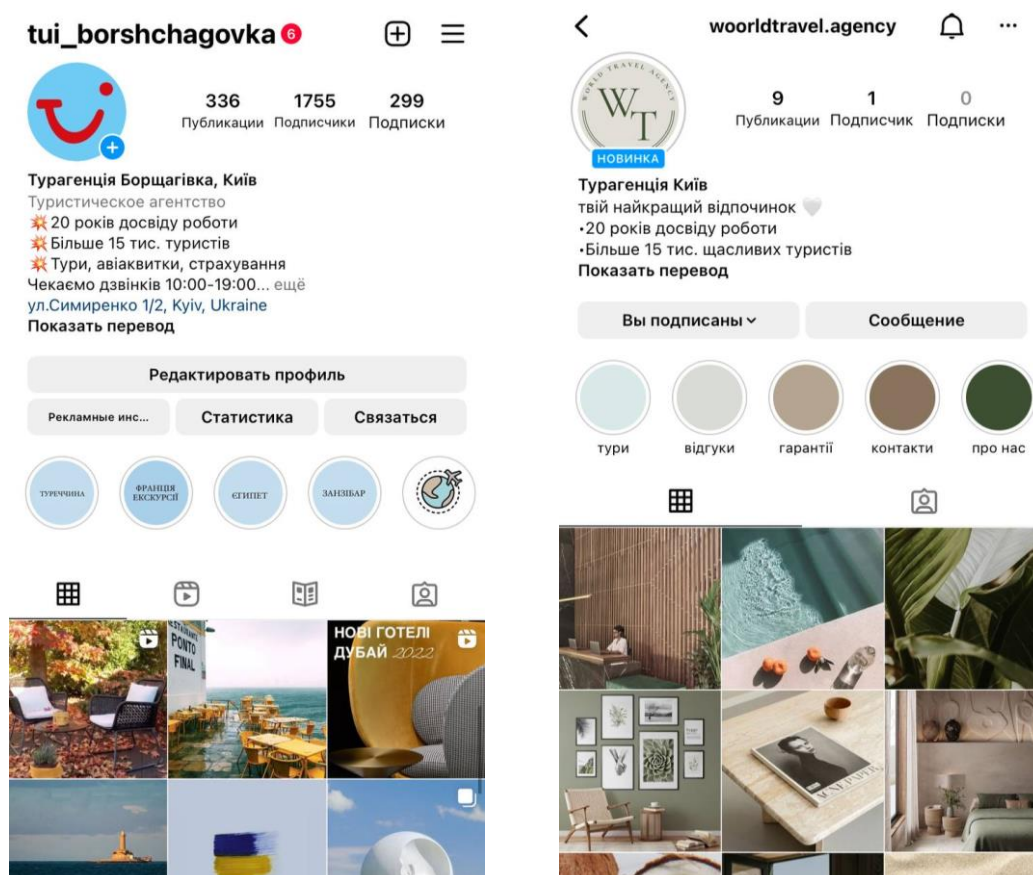 tui_borshchagovka 6
336 1755 299
Публикации Подписчики Подписки
Турагенція Борщагівка, Київ
Туристическое агентство
💥20 років досвіду роботи
💥Більше 15 тис. туристів
💥Тури, авіаквитки, страхування
Чекаємо дзвінків 10:00-19:00... ещё
ул.Симиренко 1/2, Kyiv, Ukraine
Показать перевод
Редактировать профиль
Рекламные инс...
Статистика
Связаться
ТУРЕЧЧИНА
ФРАНЦІЯ
ЕКСКУРСІЇ
ЄГИПЕТ
ЗАНЗІБАР
RESTAURANTE
PONTO
FINAL
НОВІ ГОТЕЛІ
ДУБАЙ 2022
woorldtravel.agency
WORLD TRAVEL AGENCY
WT
НОВИНКА
9 1 0
Публикации Подписчик Подписки
Турагенція Київ
твій найкращий відпочинок 🤍
•20 років досвіду роботи
•Більше 15 тис. щасливих туристів
Показать перевод
Вы подписаны
Сообщение
тури
відгуки
гарантії
контакти
про нас
ACNE PAPER